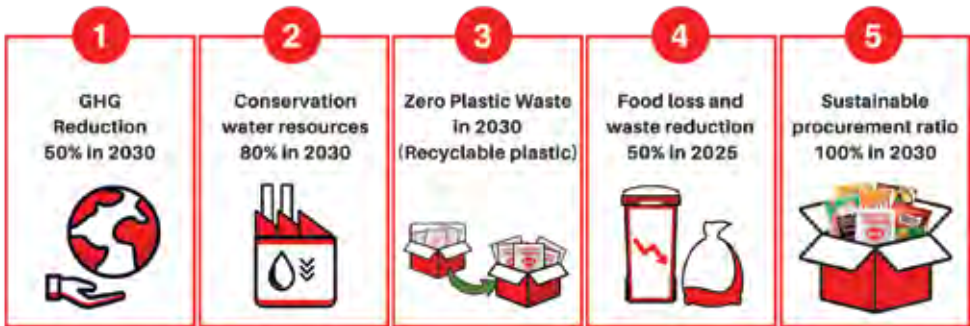 1
GHG
Reduction
50% in 2030
2
Conservation
water resources
80% in 2030
3
Zero Plastic Waste
in 2030
(Recyclable plastic)
4
Food loss and
waste reduction
50% in 2025
5
Sustainable
procurement ratio
100% in 2030